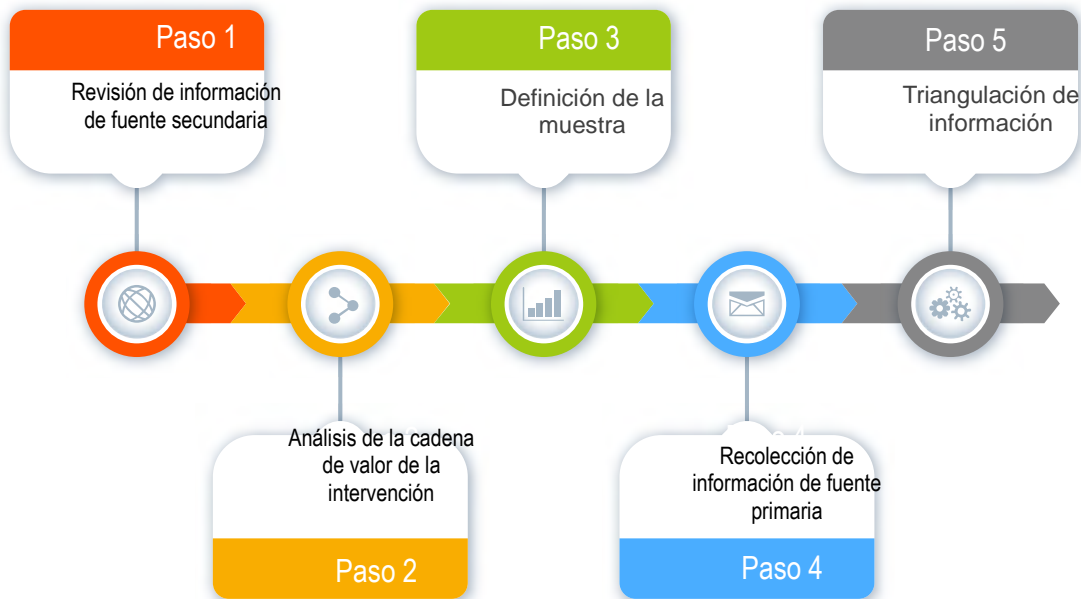 Paso 1
Revisión de información
de fuente secundaria
Análisis de la cadena
de valor de la
intervención
Paso 2
Paso 3
Definición de la
muestra
Recolección de
información de fuente
primaria
Paso 4
Paso 5
Triangulación de
información